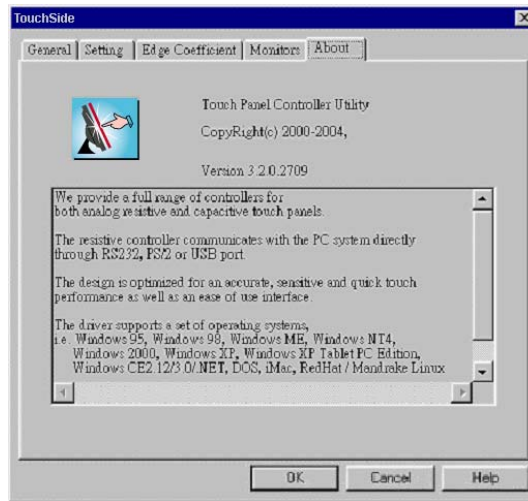 TouchSide
General Setting Edge Coefficient Monitors About
Touch Panel Controller Utility
CopyRight(c) 2000-2004,
Version 3.2.0.2709
We provide a full range of controllers for
both analog resistive and capacitive touch panels.
The resistive controller communicates with the PC system directly
through RS232, PS/2 or USB port.
The design is optimized for an accurate, sensitive and quick touch
performance as well as an ease of use interface.
The driver supports a set of operating systems,
i.e. Windows 95, Windows 98, Windows ME, Windows NT4,
Windows 2000, Windows XP, Windows XP Tablet PC Edition,
Windows CE2.12/3.0/.NET, DOS, iMac, RedHat / Mandrake Linux
OK Cancel Help